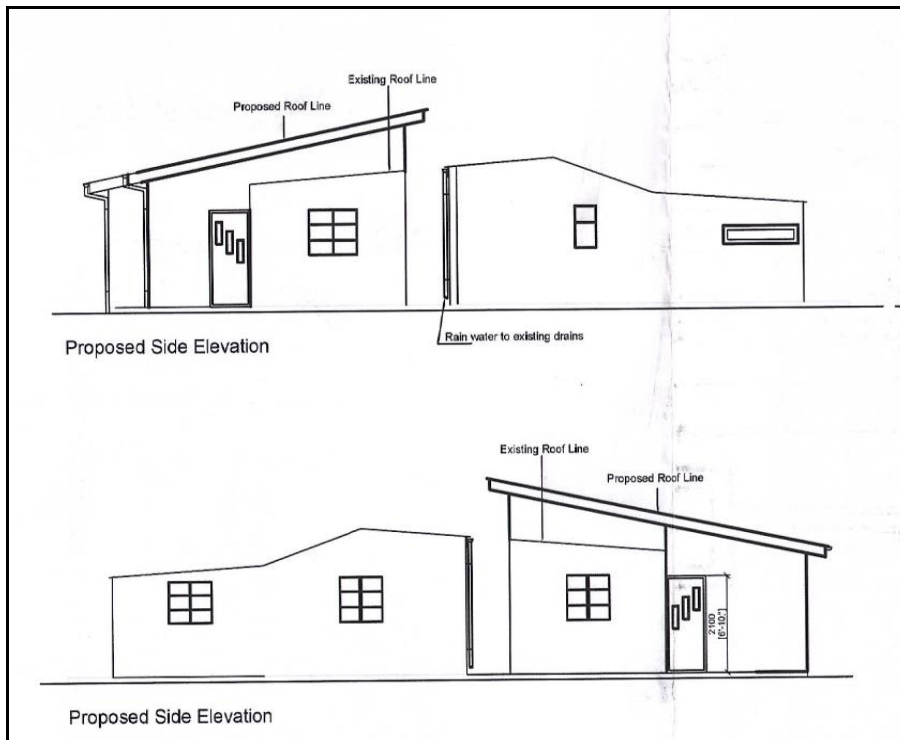 Existing Roof Line
Proposed Roof Line
Rain water to existing drains
Proposed Side Elevation
Existing Roof Line
Proposed Roof Line
2100
[6'-10,"]
Proposed Side Elevation